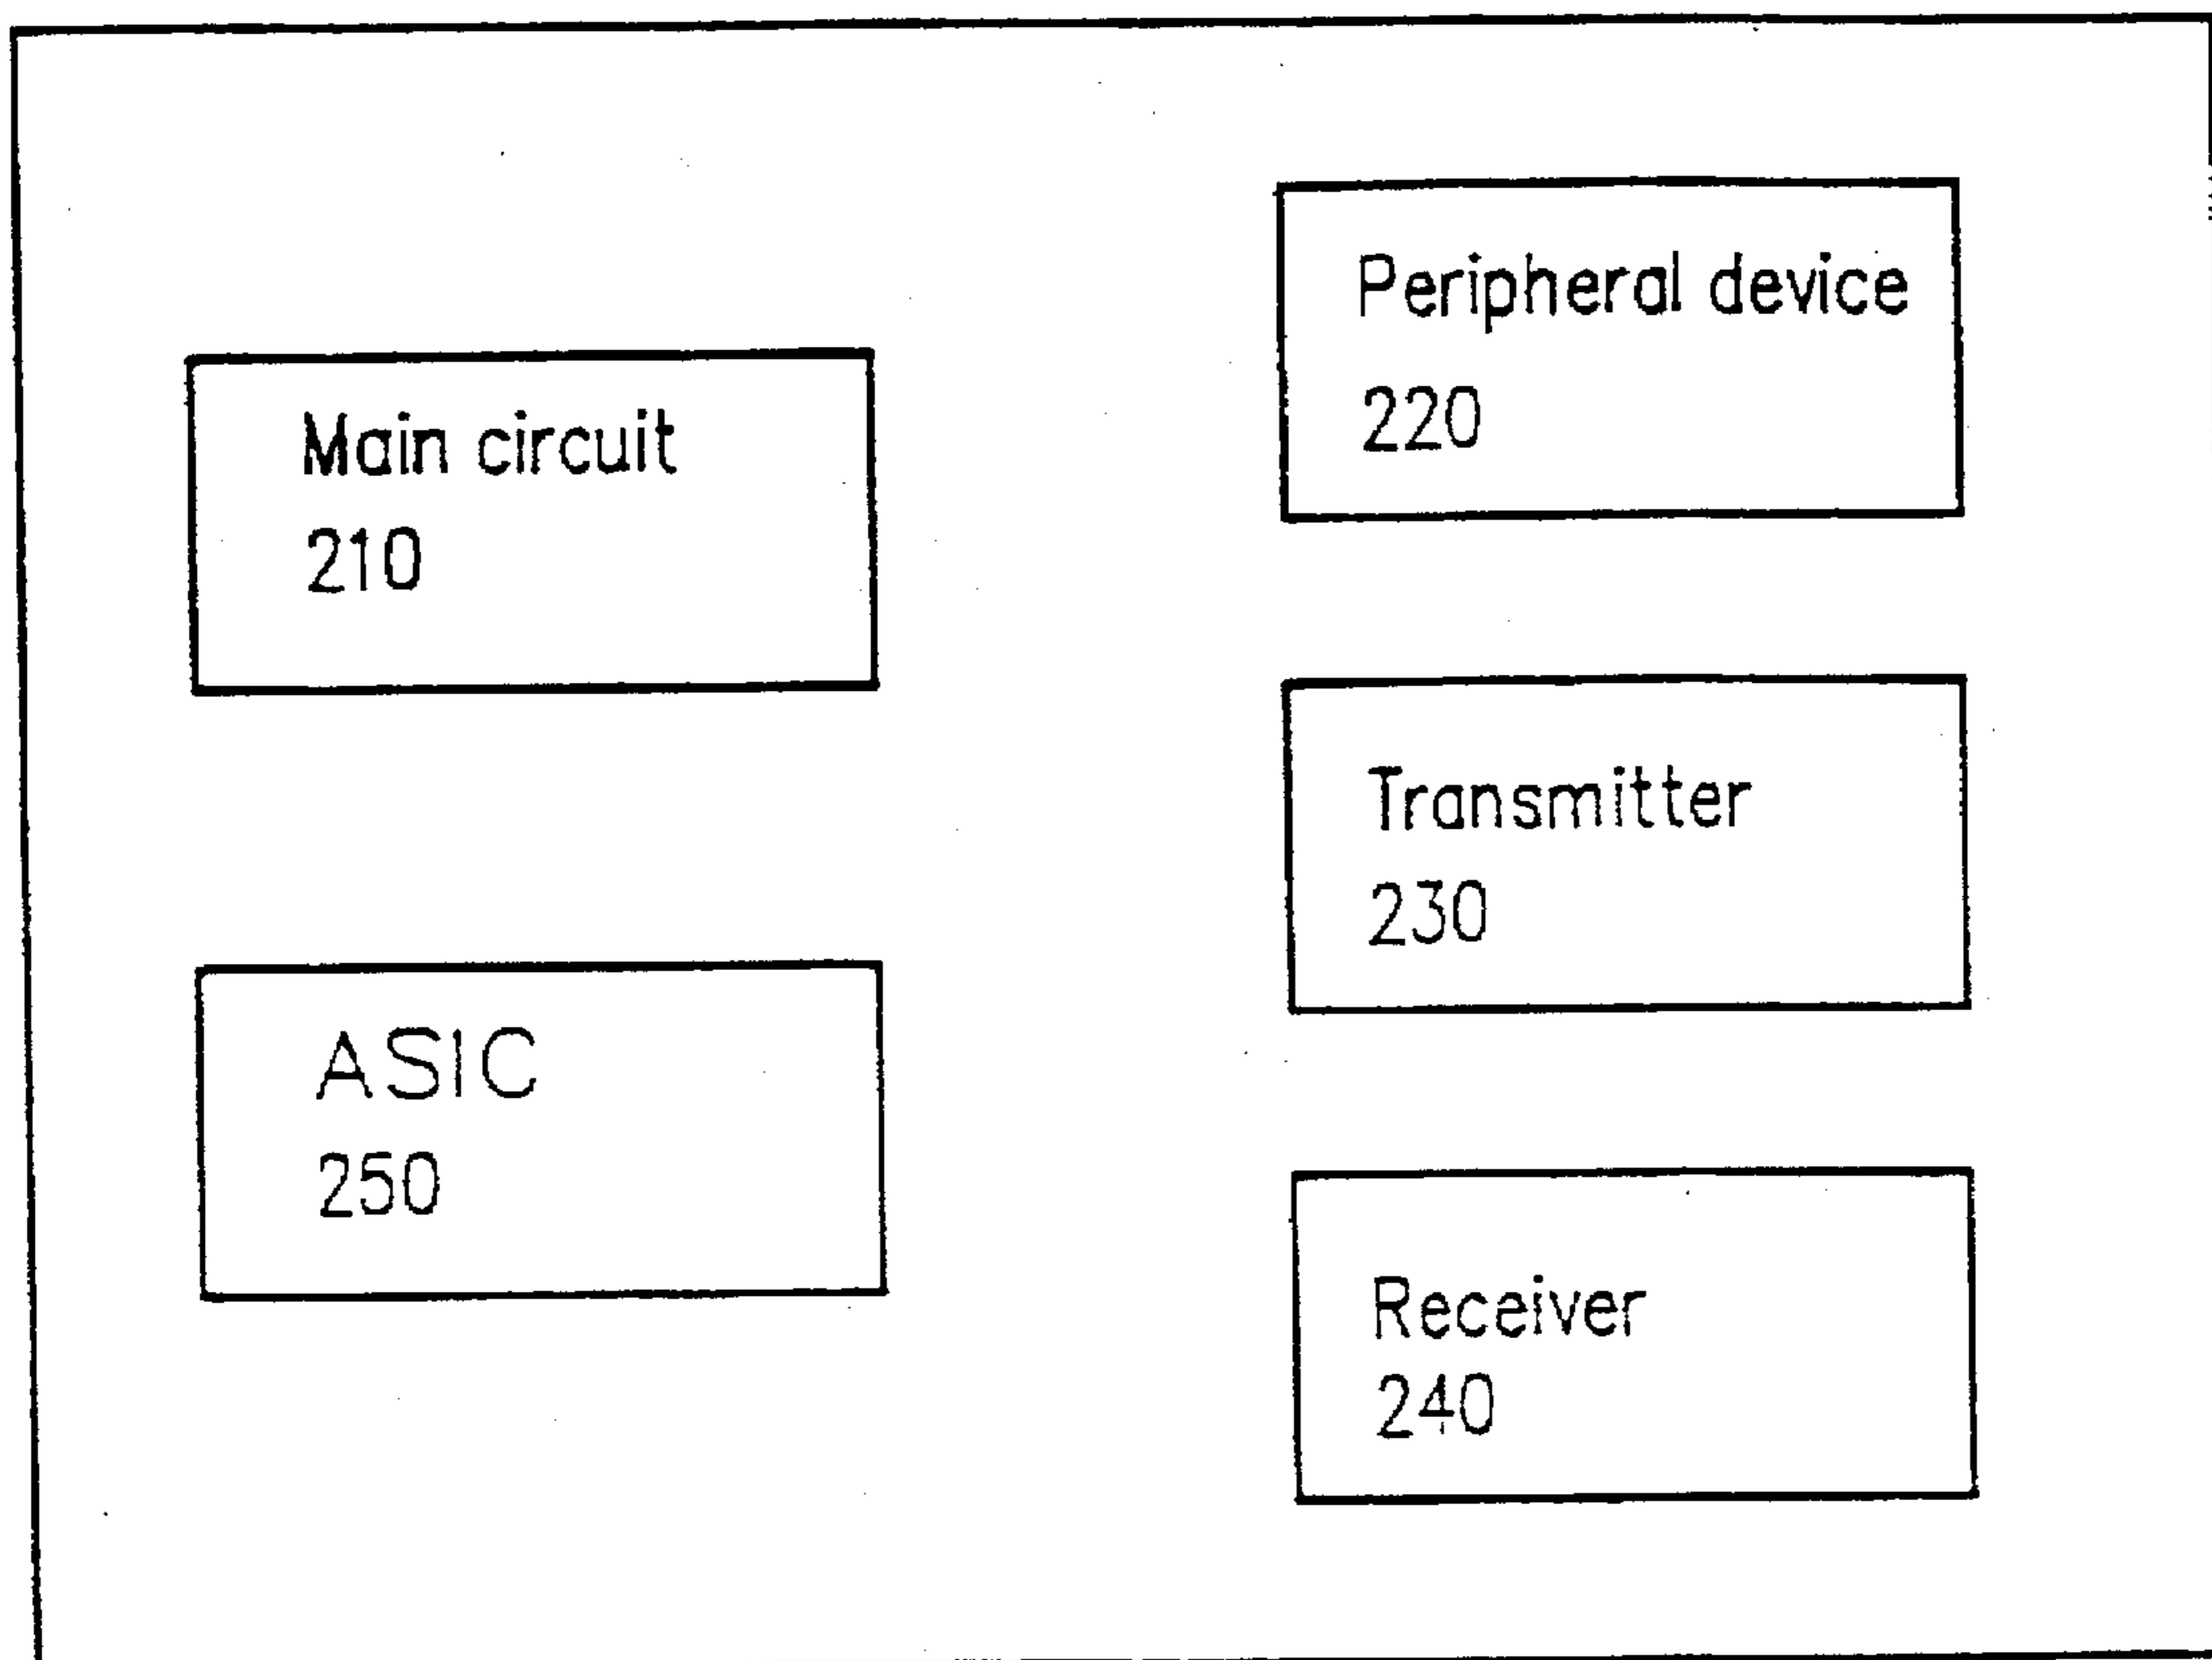 Peripheral device
220
Main circuit
210
Transmitter
230
ASIC
250
Receiver
240